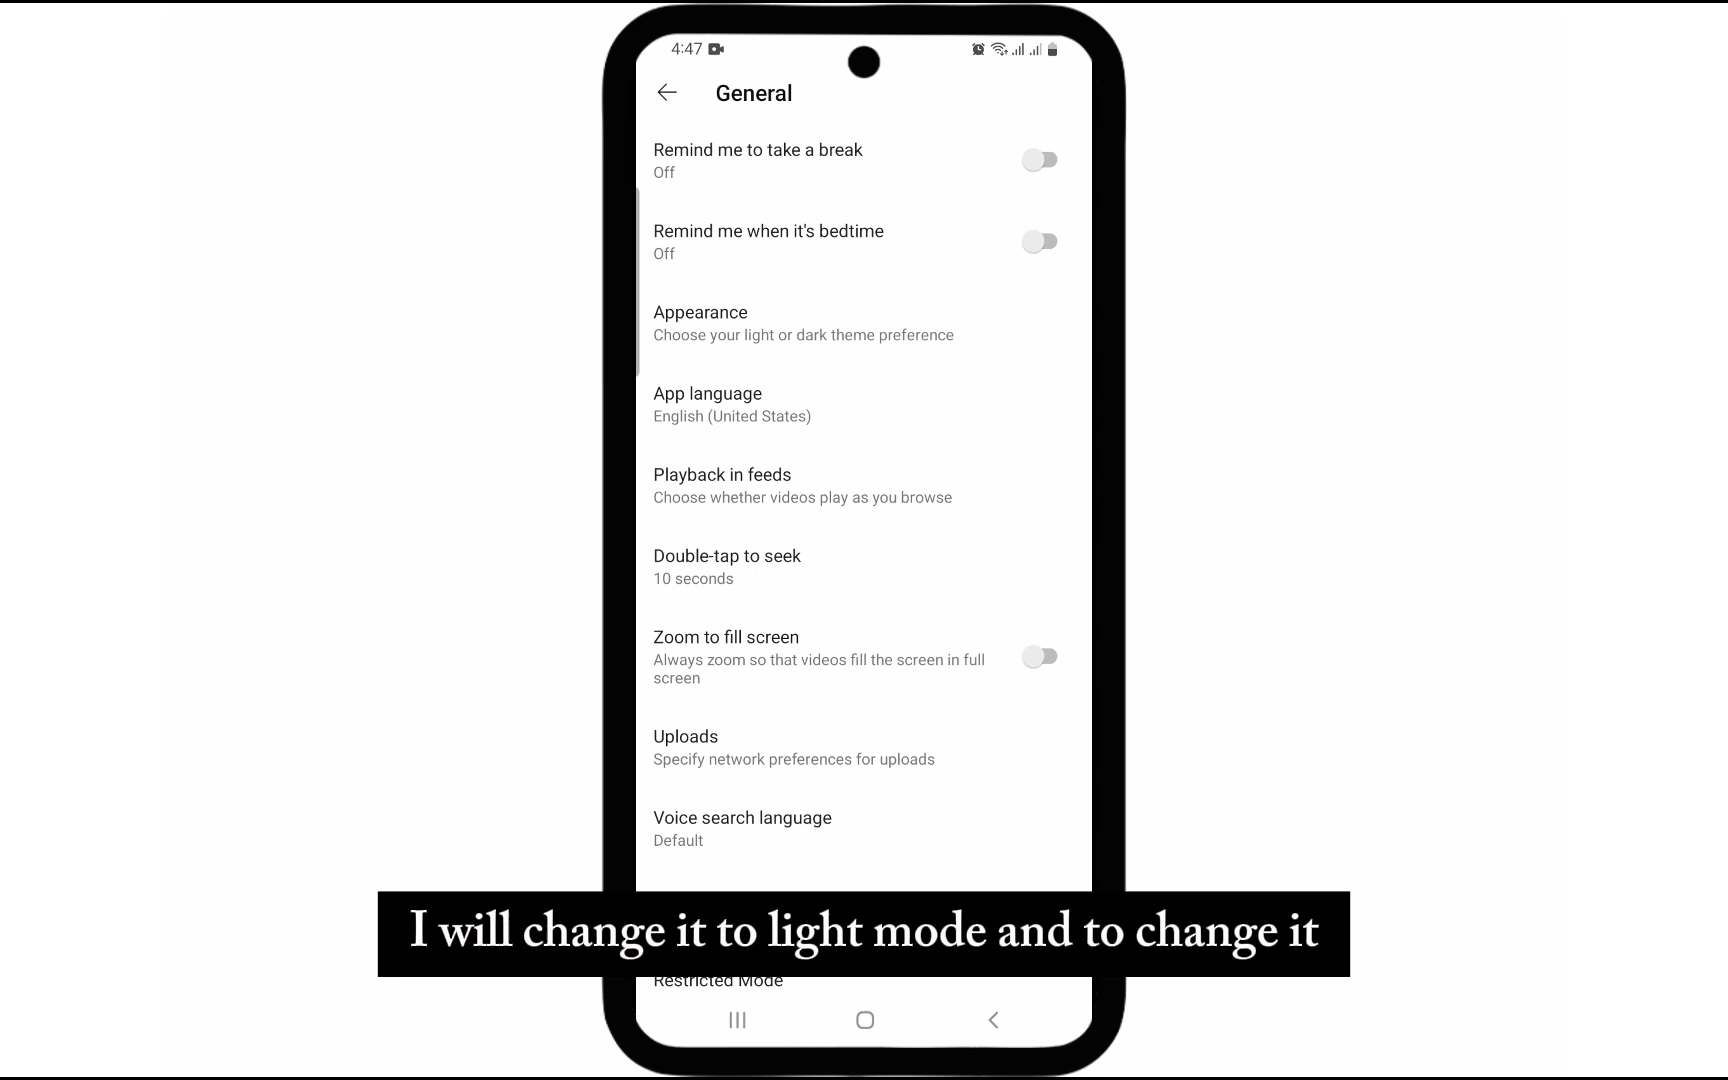 4:47
General
Remind me to take a break
Off
Remind me when it's bedtime
Off
Appearance
Choose your light or dark theme preference
App language
English (United States)
Playback in feeds
Choose whether videos play as you browse
Double-tap to seek
10 seconds
Zoom to fill screen
Always zoom so that videos fill the screen in full
screen
Uploads
Specify network preferences for uploads
Voice search language
Default
I will change it to light mode and to change it
Restricted Mode